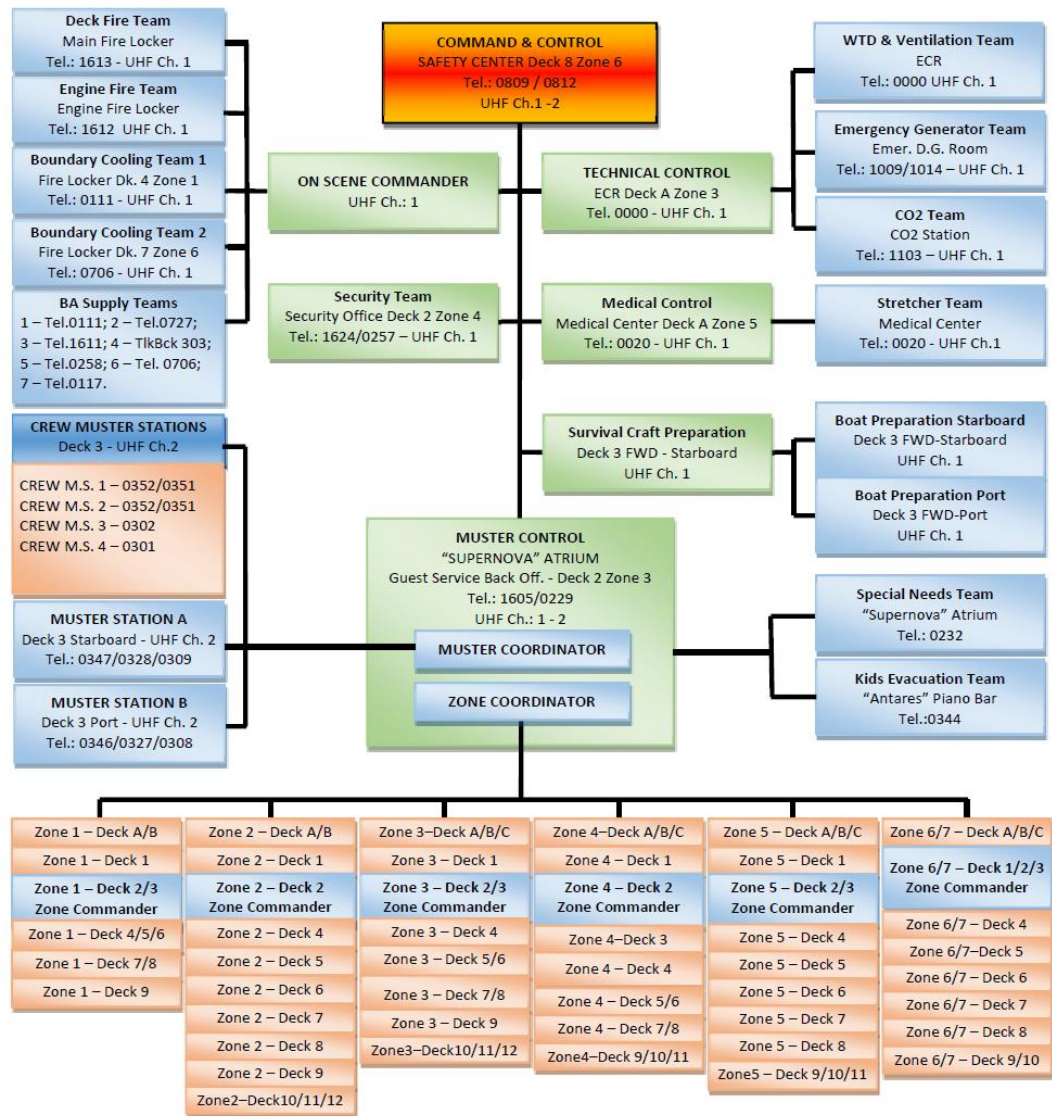 Deck Fire Team
Main Fire Locker
Tel.: 1613 - UHF Ch. 1
Engine Fire Team
Engine Fire Locker
Tel.: 1612 UHF Ch. 1
Boundary Cooling Team 1
Fire Locker Dk. 4 Zone 1
Tel.: 0111 - UHF Ch. 1
Boundary Cooling Team 2
Fire Locker Dk. 7 Zone 6
Tel.: 0706 - UHF Ch. 1
BA Supply Teams
1 – Tel.0111; 2 – Tel.0727;
3 – Tel.1611; 4 – TlkBck 303;
5 – Tel.0258; 6 – Tel. 0706;
7 – Tel.0117.
COMMAND & CONTROL
SAFETY CENTER Deck 8 Zone 6
Tel.: 0809 / 0812
UHF Ch.1 -2
ON SCENE COMMANDER
UHF Ch.: 1
TECHNICAL CONTROL
ECR Deck A Zone 3
Tel. 0000 - UHF Ch. 1
WTD & Ventilation Team
ECR
Tel.: 0000 UHF Ch. 1
Emergency Generator Team
Emer. D.G. Room
Tel.: 1009/1014 – UHF Ch. 1
CO2 Team
CO2 Station
Tel.: 1103 – UHF Ch. 1
Security Team
Security Office Deck 2 Zone 4
Tel.: 1624/0257 – UHF Ch. 1
Medical Control
Medical Center Deck A Zone 5
Tel.: 0020 - UHF Ch. 1
Stretcher Team
Medical Center
Tel.: 0020 - UHF Ch.1
CREW MUSTER STATIONS
Deck 3 - UHF Ch.2
CREW M.S. 1 – 0352/0351
CREW M.S. 2 – 0352/0351
CREW M.S. 3 – 0302
CREW M.S. 4 – 0301
Survival Craft Preparation
Deck 3 FWD - Starboard
UHF Ch. 1
Boat Preparation Starboard
Deck 3 FWD-Starboard
UHF Ch. 1
Boat Preparation Port
Deck 3 FWD-Port
UHF Ch. 1
MUSTER STATION A
Deck 3 Starboard - UHF Ch. 2
Tel.: 0347/0328/0309
MUSTER STATION B
Deck 3 Port - UHF Ch. 2
Tel.: 0346/0327/0308
MUSTER CONTROL
“SUPERNOVA” ATRIUM
Guest Service Back Off. - Deck 2 Zone 3
Tel.: 1605/0229
UHF Ch.: 1 - 2
MUSTER COORDINATOR
ZONE COORDINATOR
Special Needs Team
“Supernova” Atrium
Tel.: 0232
Kids Evacuation Team
“Antares” Piano Bar
Tel.:0344
Zone 1 – Deck A/B
Zone 1 – Deck 1
Zone 1 – Deck 2/3
Zone Commander
Zone 1 – Deck 4/5/6
Zone 1 – Deck 7/8
Zone 1 – Deck 9
Zone 2 – Deck A/B
Zone 2 – Deck 1
Zone 2 – Deck 2
Zone Commander
Zone 2 – Deck 4
Zone 2 – Deck 5
Zone 2 – Deck 6
Zone 2 – Deck 7
Zone 2 – Deck 8
Zone 2 – Deck 9
Zone2–Deck10/11/12
Zone 3–Deck A/B/C
Zone 3 – Deck 1
Zone 3 – Deck 2/3
Zone Commander
Zone 3 – Deck 4
Zone 3 – Deck 5/6
Zone 3 – Deck 7/8
Zone 3 – Deck 9
Zone3–Deck10/11/12
Zone 4–Deck A/B/C
Zone 4 – Deck 1
Zone 4 – Deck 2
Zone Commander
Zone 4–Deck 3
Zone 4 – Deck 4
Zone 4 – Deck 5/6
Zone 4 – Deck 7/8
Zone4–Deck 9/10/11
Zone 5 – Deck A/B/C
Zone 5 – Deck 1
Zone 5 – Deck 2/3
Zone Commander
Zone 5 – Deck 4
Zone 5 – Deck 5
Zone 5 – Deck 6
Zone 5 – Deck 7
Zone 5 – Deck 8
Zone5 – Deck 9/10/11
Zone 6/7 – Deck A/B/C
Zone 6/7 – Deck 1/2/3
Zone Commander
Zone 6/7 – Deck 4
Zone 6/7–Deck 5
Zone 6/7 – Deck 6
Zone 6/7 – Deck 7
Zone 6/7 – Deck 8
Zone 6/7 – Deck 9/10